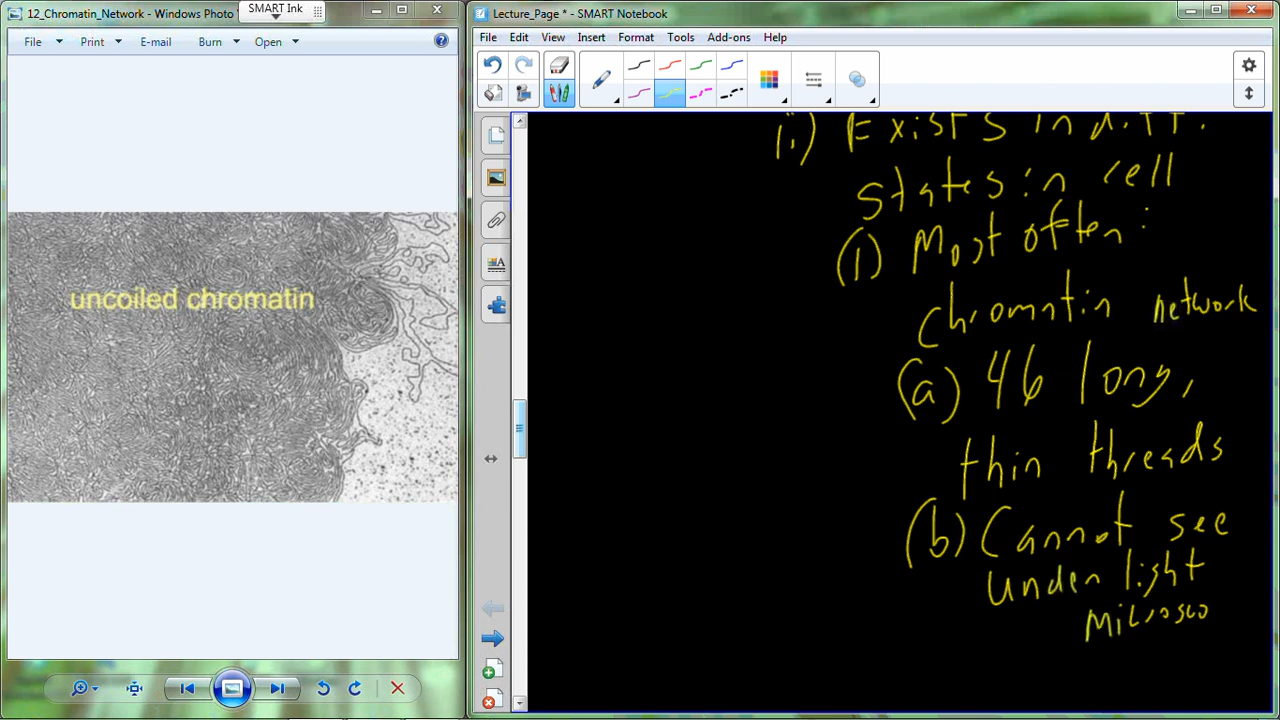 12_Chromatin_Network - Windows Photo
SMART Ink
File Print E-mail Burn Open
uncoiled chromatin
Lecture_Page * - SMART Notebook
File Edit View Insert Format Tools Add-ons Help
ii) Exists in diff.
states in cell
(1) Most often:
Chromatin network
(a) 46 long,
thin threads
(b) Cannot see
under light
Microsco